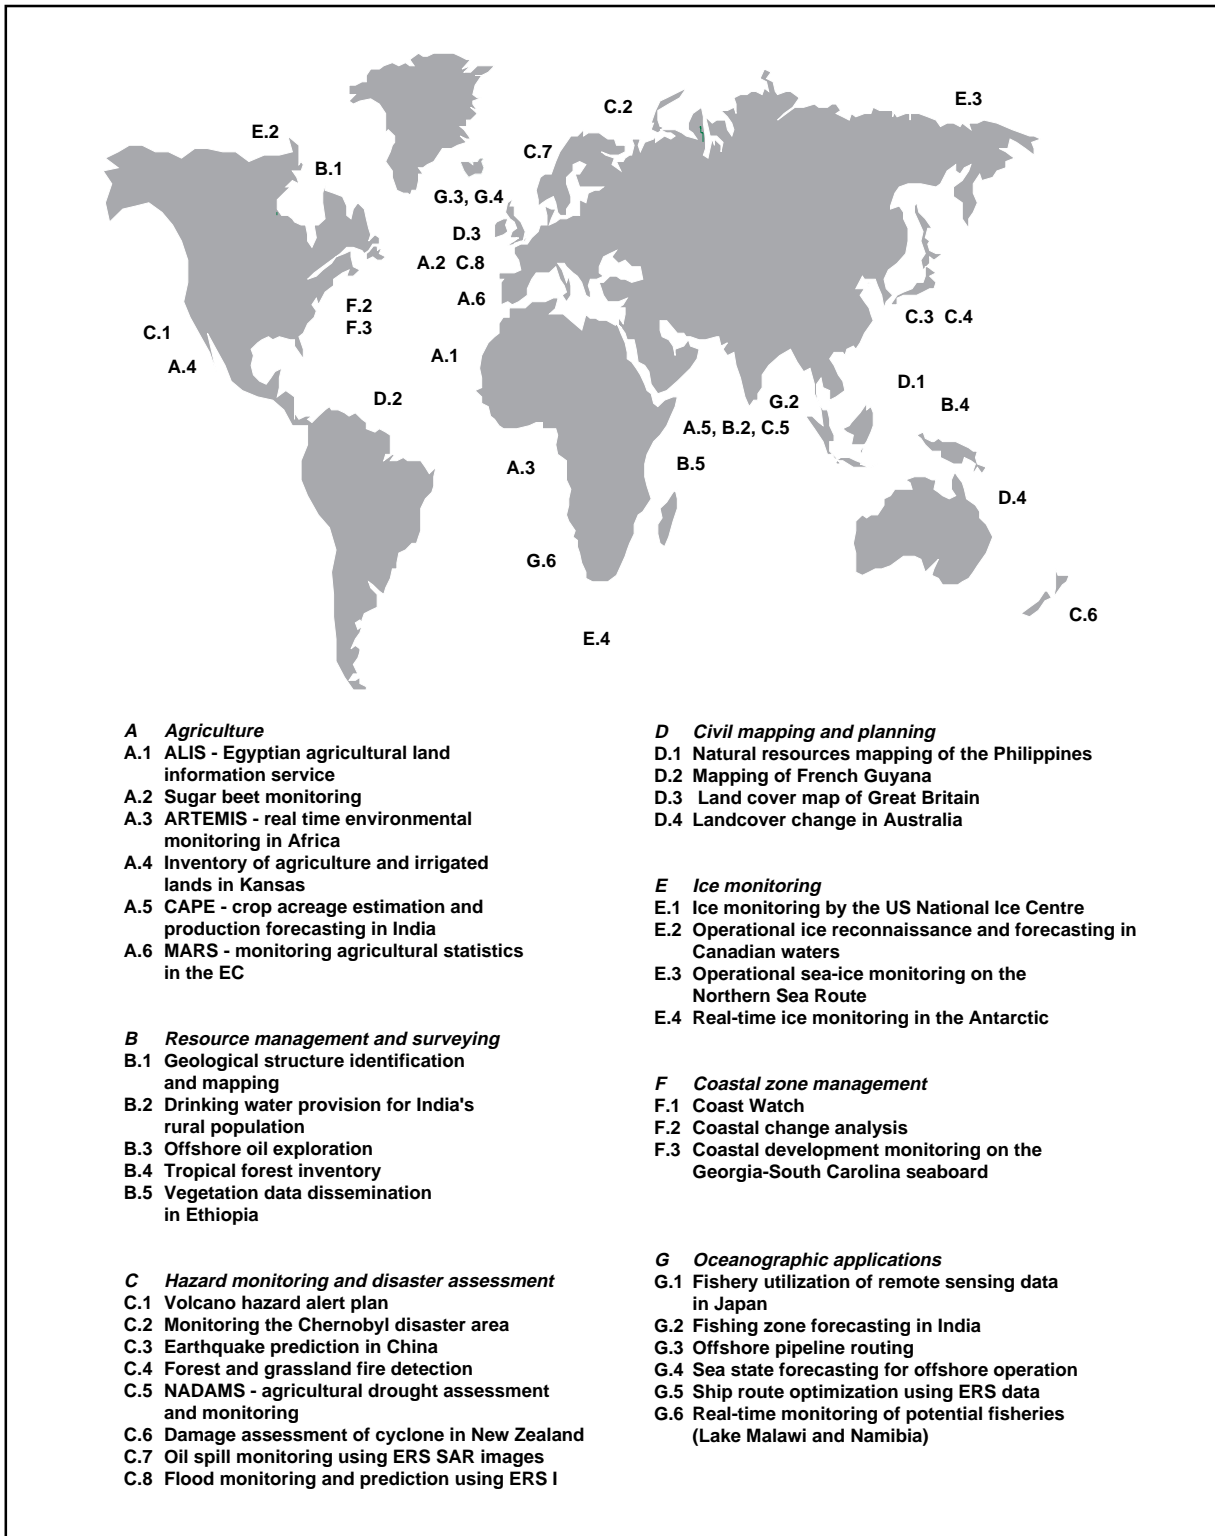 C.2
E.3
E.2
C.7
B.1
G.3, G.4
D.3
A.2 C.8
A.6
F.2
F.3
C.3 C.4
C.1
A.1
A.4
D.1
D.2
G.2
B.4
A.5, B.2, C.5
A.3
B.5
D.4
G.6
C.6
E.4
A Agriculture
A.1 ALIS - Egyptian agricultural land
information service
A.2 Sugar beet monitoring
A.3 ARTEMIS - real time environmental
monitoring in Africa
A.4 Inventory of agriculture and irrigated
lands in Kansas
A.5 CAPE - crop acreage estimation and
production forecasting in India
A.6 MARS - monitoring agricultural statistics
in the EC
B Resource management and surveying
B.1 Geological structure identification
and mapping
B.2 Drinking water provision for India's
rural population
B.3 Offshore oil exploration
B.4 Tropical forest inventory
B.5 Vegetation data dissemination
in Ethiopia
C Hazard monitoring and disaster assessment
C.1 Volcano hazard alert plan
C.2 Monitoring the Chernobyl disaster area
C.3 Earthquake prediction in China
C.4 Forest and grassland fire detection
C.5 NADAMS - agricultural drought assessment
and monitoring
C.6 Damage assessment of cyclone in New Zealand
C.7 Oil spill monitoring using ERS SAR images
C.8 Flood monitoring and prediction using ERS I
D Civil mapping and planning
D.1 Natural resources mapping of the Philippines
D.2 Mapping of French Guyana
D.3 Land cover map of Great Britain
D.4 Landcover change in Australia
E Ice monitoring
E.1 Ice monitoring by the US National Ice Centre
E.2 Operational ice reconnaissance and forecasting in
Canadian waters
E.3 Operational sea-ice monitoring on the
Northern Sea Route
E.4 Real-time ice monitoring in the Antarctic
F Coastal zone management
F.1 Coast Watch
F.2 Coastal change analysis
F.3 Coastal development monitoring on the
Georgia-South Carolina seaboard
G Oceanographic applications
G.1 Fishery utilization of remote sensing data
in Japan
G.2 Fishing zone forecasting in India
G.3 Offshore pipeline routing
G.4 Sea state forecasting for offshore operation
G.5 Ship route optimization using ERS data
G.6 Real-time monitoring of potential fisheries
(Lake Malawi and Namibia)